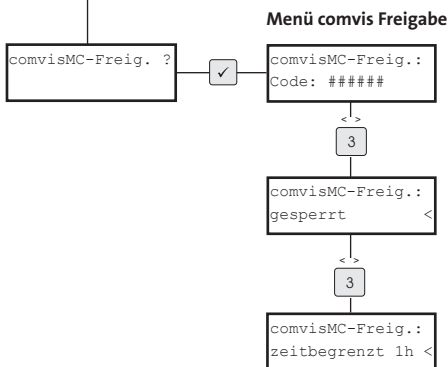 Menü comvis Freigabe
comvisMC-Freig. ?
✓
comvisMC-Freig.:
Code: ######
< >
3
comvisMC-Freig.:
gesperrt <
< >
3
comvisMC-Freig.:
zeitbegrenzt 1h <